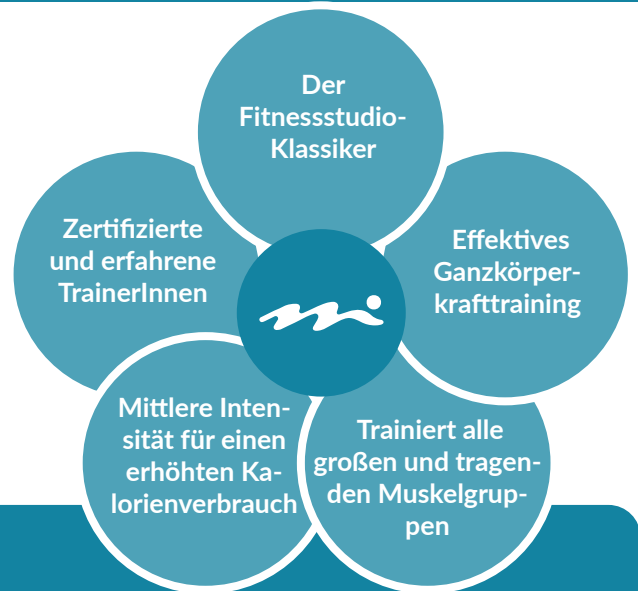 Der
Fitnessstudio-
Klassiker
Zertifizierte
und erfahrene
TrainerInnen
Effektives
Ganzkörper-
krafttraining
Mittlere Inten-
sität für einen
erhöhten Ka-
lorienverbrauch
Trainiert alle
großen und tragen-
den Muskelgrup-
pen